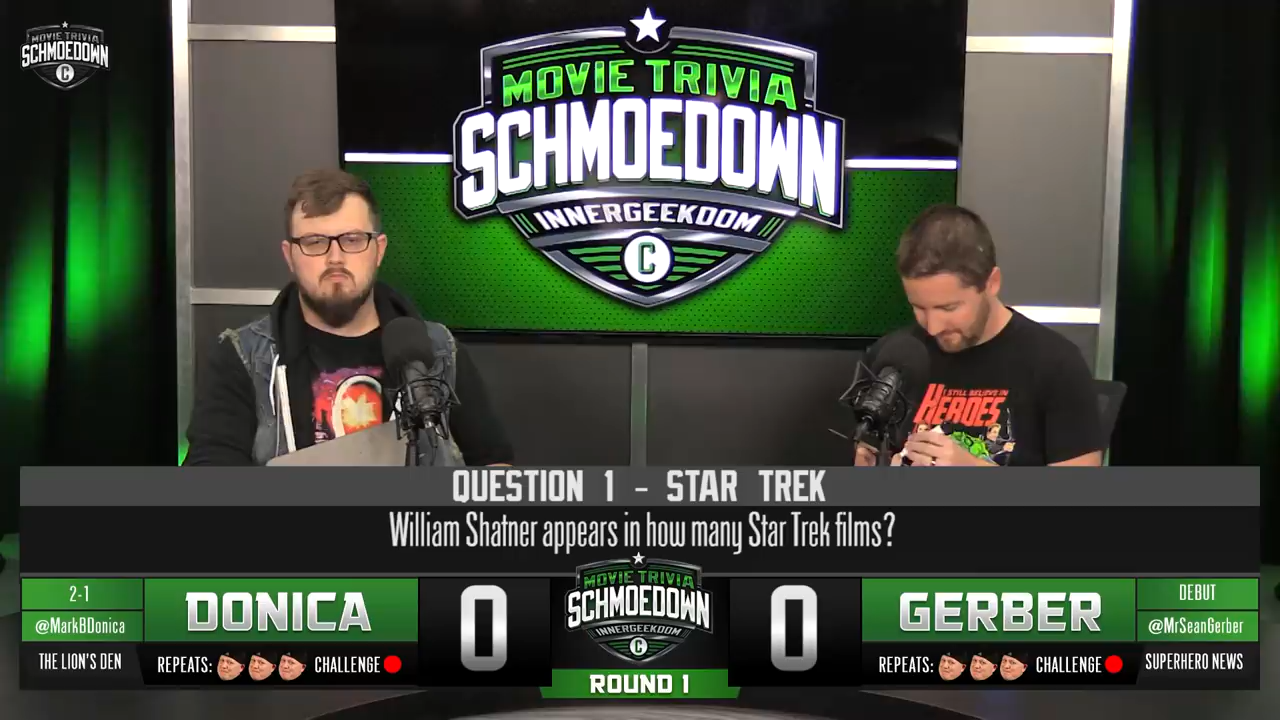 MOVIE TRIVIA
SCHMOEDOWN
C
MOVIE TRIVIA
SCHMOEDOWN
INNERGEEKDOM
C
I STILL BELIEVE IN
HEROES
QUESTION 1 - STAR TREK
William Shatner appears in how many Star Trek films?
2-1
@MarkBDonica
THE LION'S DEN
DONICA
REPEATS:
CHALLENGE
0
MOVIE TRIVIA
SCHMOEDOWN
INNERGEEKDOM
C
ROUND 1
0
GERBER
REPEATS:
CHALLENGE
DEBUT
@MrSeanGerber
SUPERHERO NEWS